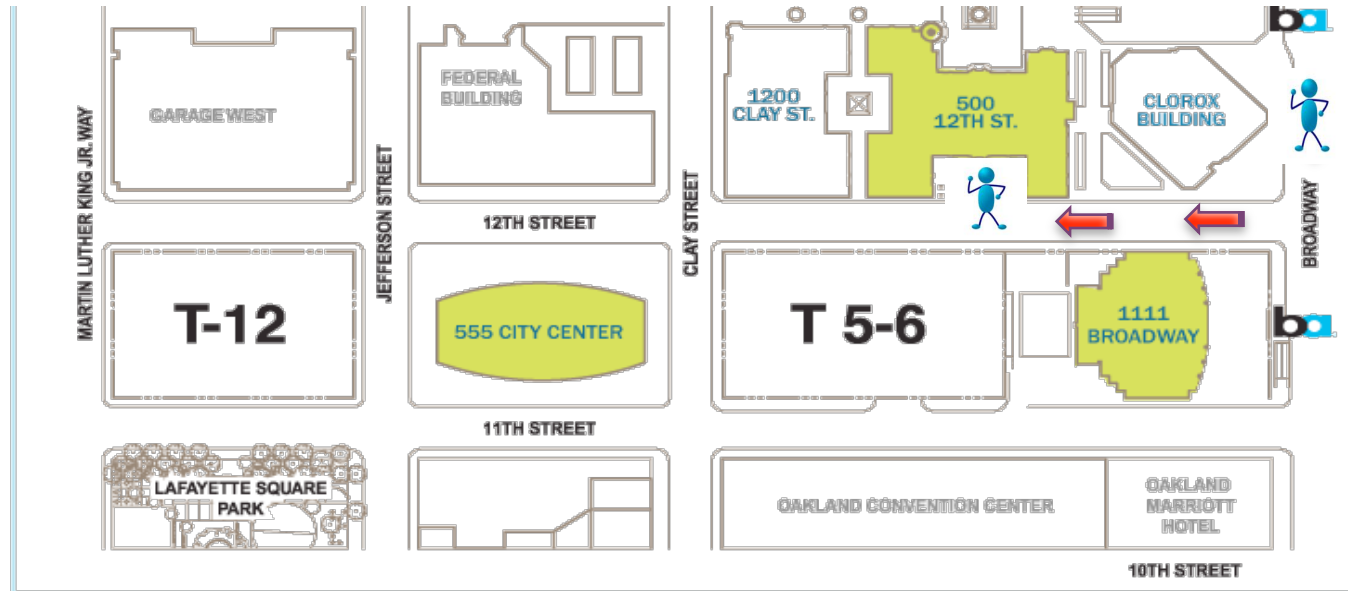 GARAGE WEST
FEDERAL
BUILDING
1200
CLAY ST.
500
12TH ST.
CLOROX
BUILDING
ba
MARTIN LUTHER KING JR. WAY
JEFFERSON STREET
12TH STREET
CLAY STREET
BROADWAY
T-12
555 CITY CENTER
T 5-6
1111
BROADWAY
ba
11TH STREET
LAFAYETTE SQUARE
PARK
OAKLAND CONVENTION CENTER
OAKLAND
MARRIOTT
HOTEL
10TH STREET